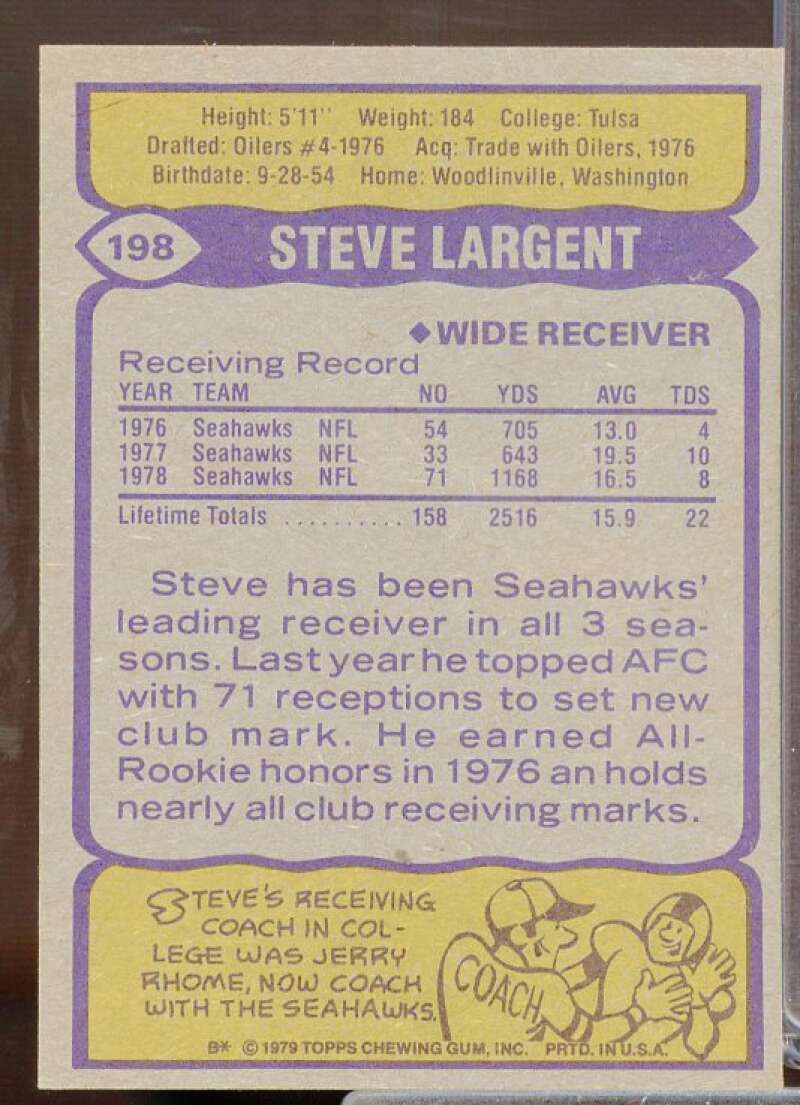 Height: 5'11" Weight: 184 College: Tulsa
Drafted: Oilers #4-1976 Acq: Trade with Oilers, 1976
Birthdate: 9-28-54 Home: Woodlinville, Washington
198 STEVE LARGENT
◆WIDE RECEIVER
Receiving Record
YEAR TEAM NO YDS AVG TDS
1976 Seahawks NFL 54 705 13.0 4
1977 Seahawks NFL 33 643 19.5 10
1978 Seahawks NFL 71 1168 16.5 8
Lifetime Totals .......... 158 2516 15.9 22
Steve has been Seahawks'
leading receiver in all 3 sea-
sons. Last year he topped AFC
with 71 receptions to set new
club mark. He earned All-
Rookie honors in 1976 an holds
nearly all club receiving marks.
STEVE'S RECEIVING
COACH IN COL-
LEGE WAS JERRY
RHOME, NOW COACH
WITH THE SEAHAWKS.
COACH
B* © 1979 TOPPS CHEWING GUM, INC. PRTD. IN U.S.A.